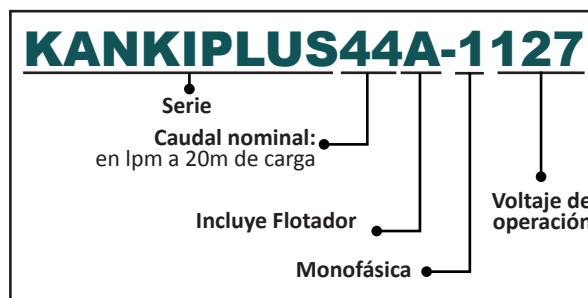 KANKIPLUS44A-1127
Serie
Caudal nominal:
en lpm a 20m de carga
Incluye Flotador
Voltaje de
operación
Monofásica